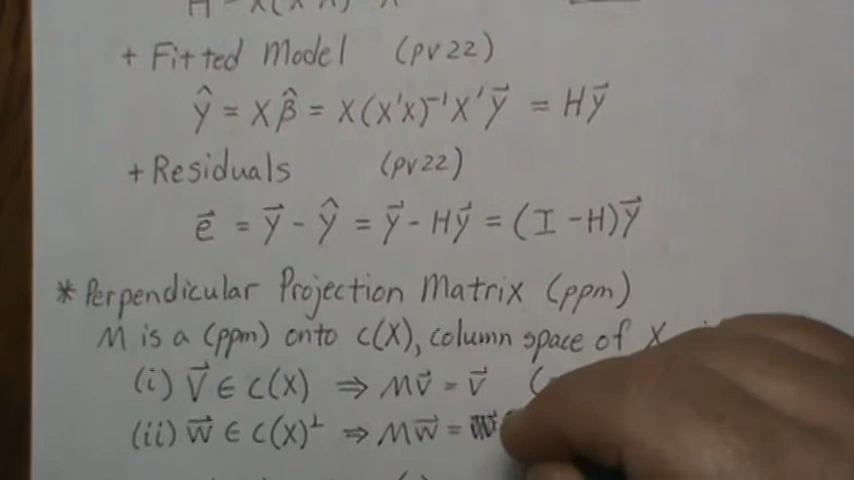 + Fitted Model (pv22)
Ŷ = Xβ̂ = X(X'X)⁻¹X'Y⃗ = HY⃗
+ Residuals (pv22)
e⃗ = Y⃗ - Ŷ = Y⃗ - HY⃗ = (I - H)Y⃗
* Perpendicular Projection Matrix (ppm)
M is a (ppm) onto C(X), column space of X
(i) V⃗ ∈ C(X) ⇒ MV⃗ = V⃗
(ii) W⃗ ∈ C(X)⊥ ⇒ MW⃗ =